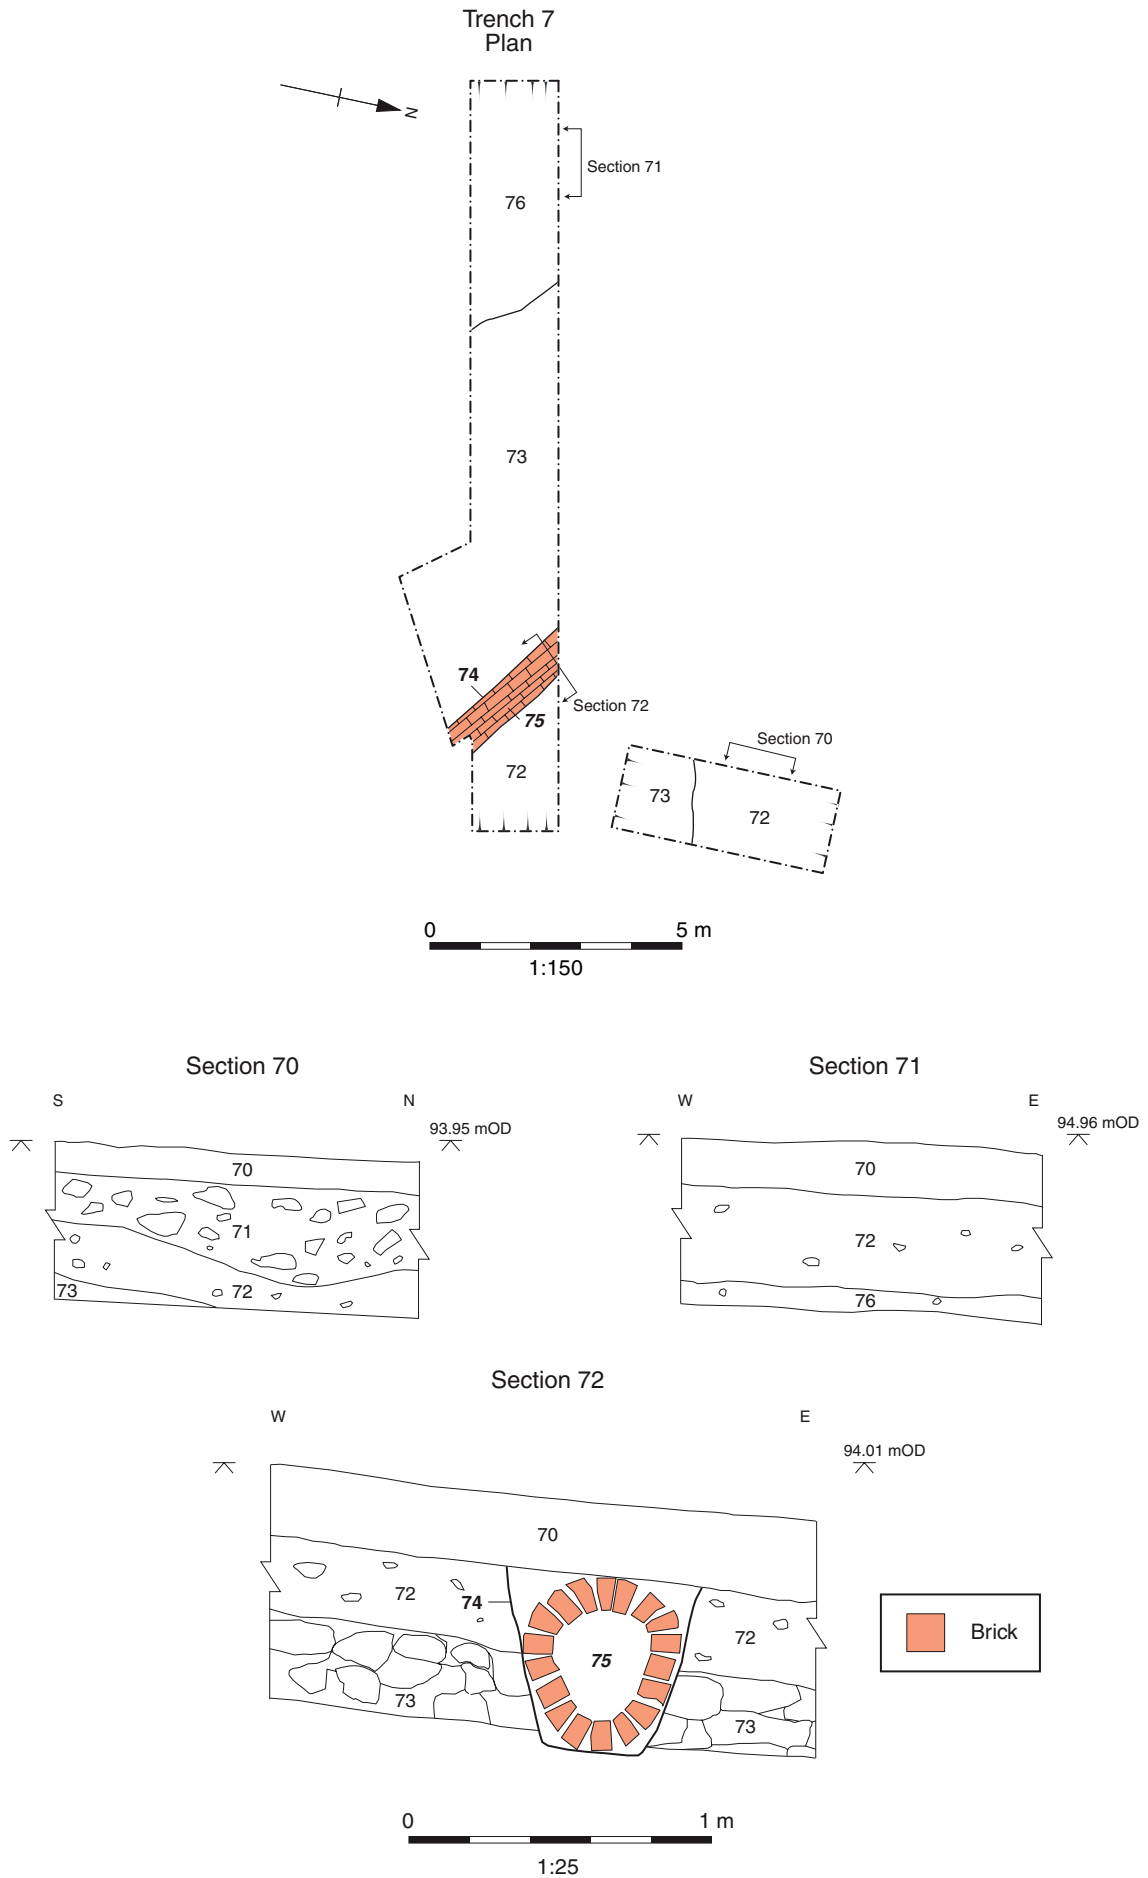 Trench 7
Plan
N
Section 71
76
73
74
Section 72
75
72
Section 70
73
72
0 5 m
1:150
Section 70
S N
93.95 mOD
70
71
72
73
Section 71
W E
94.96 mOD
70
72
76
Section 72
W E
94.01 mOD
70
72
74
72
75
73
73
Brick
0 1 m
1:25